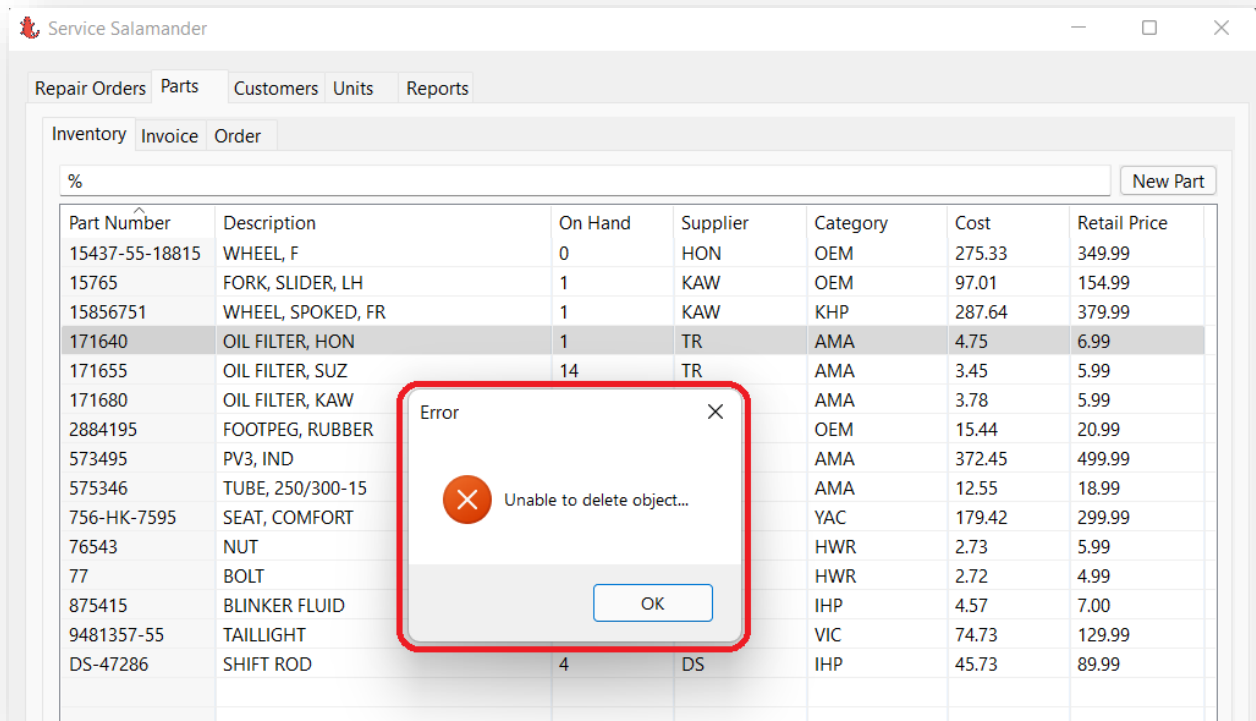 Service Salamander
Repair Orders Parts Customers Units Reports
Inventory Invoice Order
% New Part
Part Number Description On Hand Supplier Category Cost Retail Price
15437-55-18815 WHEEL, F 0 HON OEM 275.33 349.99
15765 FORK, SLIDER, LH 1 KAW OEM 97.01 154.99
15856751 WHEEL, SPOKED, FR 1 KAW KHP 287.64 379.99
171640 OIL FILTER, HON 1 TR AMA 4.75 6.99
171655 OIL FILTER, SUZ 14 TR AMA 3.45 5.99
171680 OIL FILTER, KAW AMA 3.78 5.99
2884195 FOOTPEG, RUBBER OEM 15.44 20.99
573495 PV3, IND AMA 372.45 499.99
575346 TUBE, 250/300-15 AMA 12.55 18.99
756-HK-7595 SEAT, COMFORT YAC 179.42 299.99
76543 NUT HWR 2.73 5.99
77 BOLT HWR 2.72 4.99
875415 BLINKER FLUID IHP 4.57 7.00
9481357-55 TAILLIGHT VIC 74.73 129.99
DS-47286 SHIFT ROD 4 DS IHP 45.73 89.99
Error
Unable to delete object...
OK